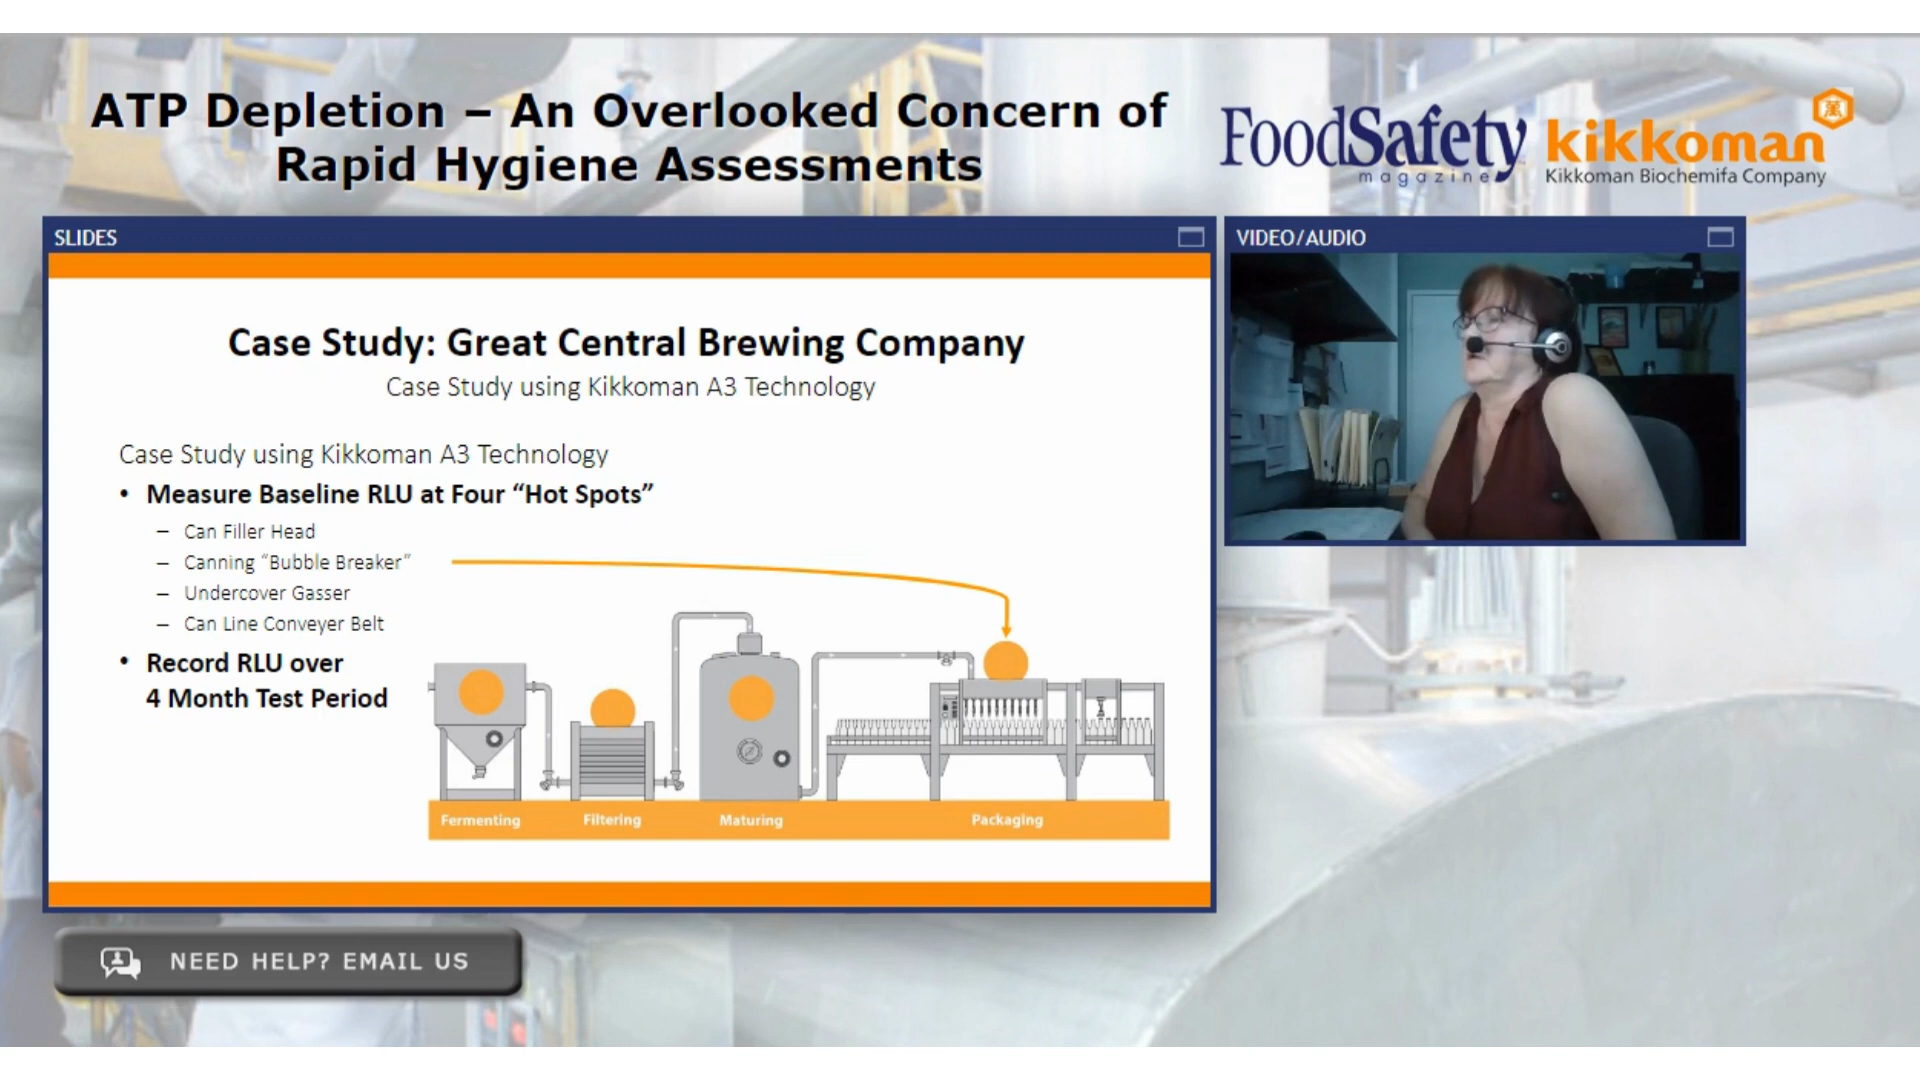 ATP Depletion – An Overlooked Concern of
Rapid Hygiene Assessments
FoodSafety
magazine
kikkoman
萬
Kikkoman Biochemifa Company
SLIDES
VIDEO/AUDIO
Case Study: Great Central Brewing Company
Case Study using Kikkoman A3 Technology
Case Study using Kikkoman A3 Technology
• Measure Baseline RLU at Four “Hot Spots”
– Can Filler Head
– Canning “Bubble Breaker”
– Undercover Gasser
– Can Line Conveyer Belt
• Record RLU over
4 Month Test Period
Fermenting
Filtering
Maturing
Packaging
NEED HELP? EMAIL US